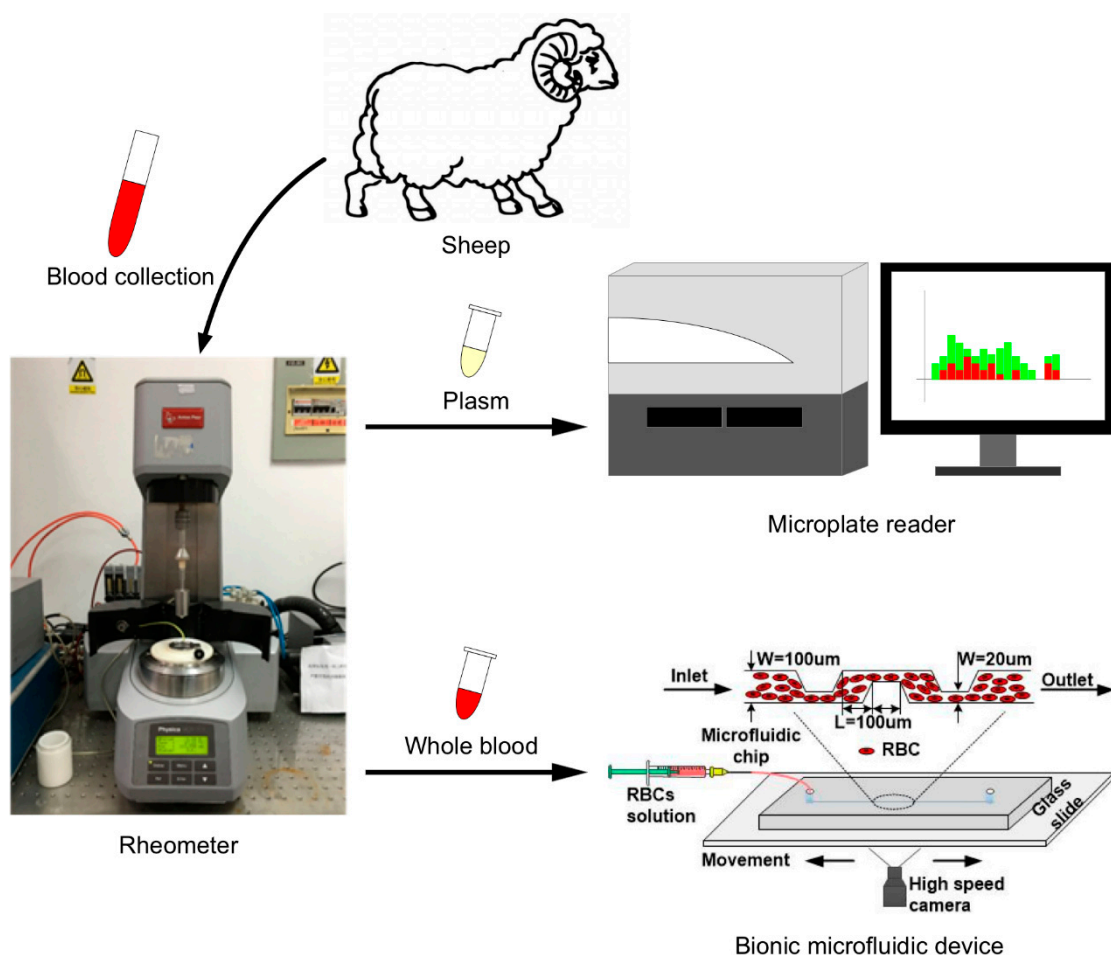 Sheep
Blood collection
Plasm
Microplate reader
Physica
Rheometer
Whole blood
W=100um
W=20um
Inlet
Outlet
L=100um
Microfluidic
chip
RBC
RBCs
solution
Glass
slide
Movement
High speed
camera
Bionic microfluidic device